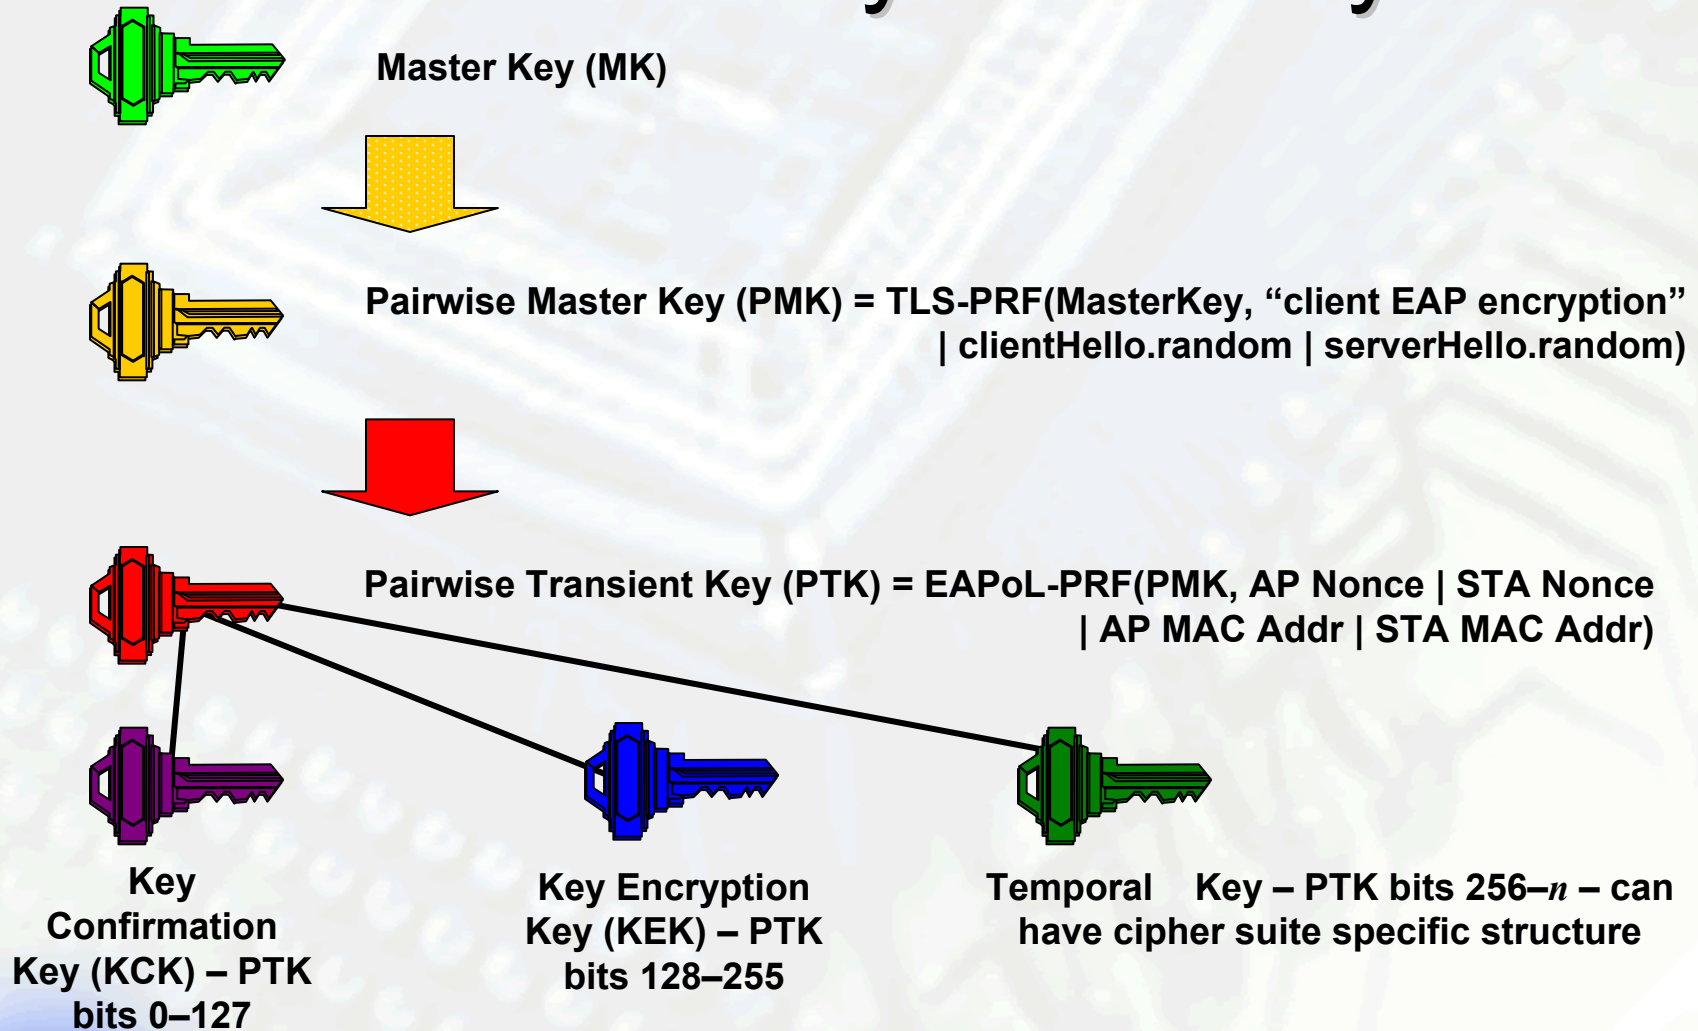 Master Key (MK)
Pairwise Master Key (PMK) = TLS-PRF(MasterKey, “client EAP encryption”
| clientHello.random | serverHello.random)
Pairwise Transient Key (PTK) = EAPoL-PRF(PMK, AP Nonce | STA Nonce
| AP MAC Addr | STA MAC Addr)
Key
Confirmation
Key (KCK) – PTK
bits 0–127
Key Encryption
Key (KEK) – PTK
bits 128–255
Temporal Key – PTK bits 256–n – can
have cipher suite specific structure